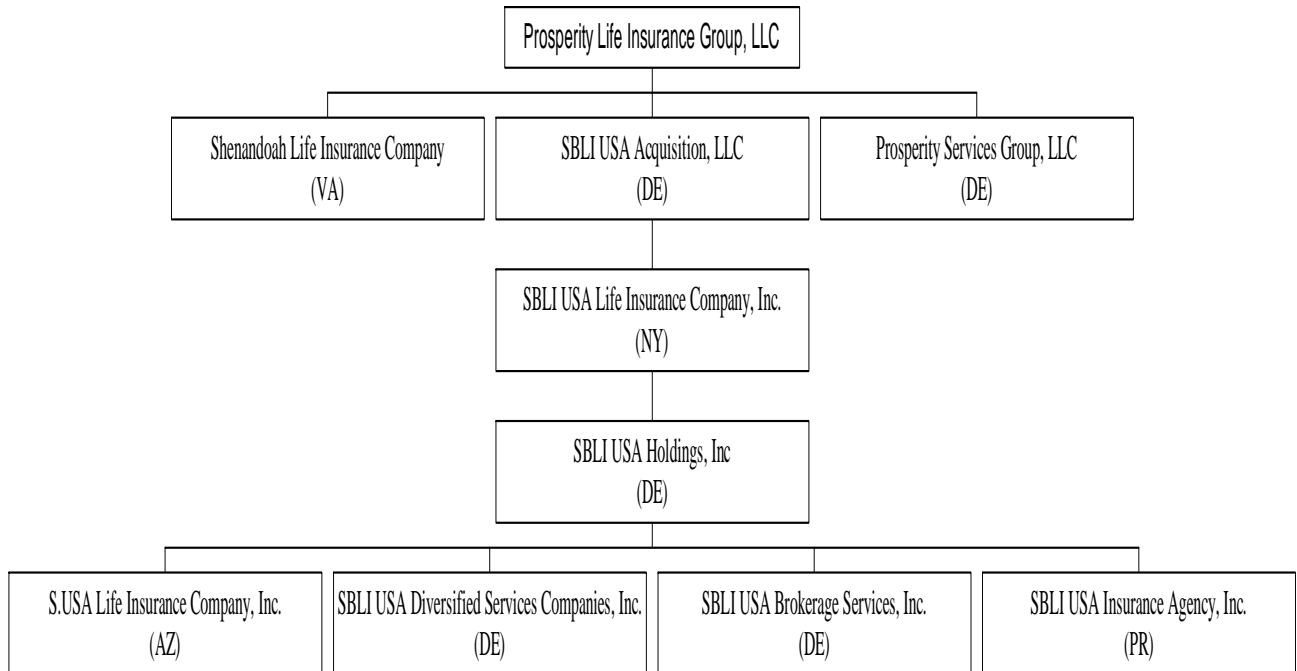 Prosperity Life Insurance Group, LLC
Shenandoah Life Insurance Company
(VA)
SBLI USA Acquisition, LLC
(DE)
Prosperity Services Group, LLC
(DE)
SBLI USA Life Insurance Company, Inc.
(NY)
SBLI USA Holdings, Inc
(DE)
S.USA Life Insurance Company, Inc.
(AZ)
SBLI USA Diversified Services Companies, Inc.
(DE)
SBLI USA Brokerage Services, Inc.
(DE)
SBLI USA Insurance Agency, Inc.
(PR)